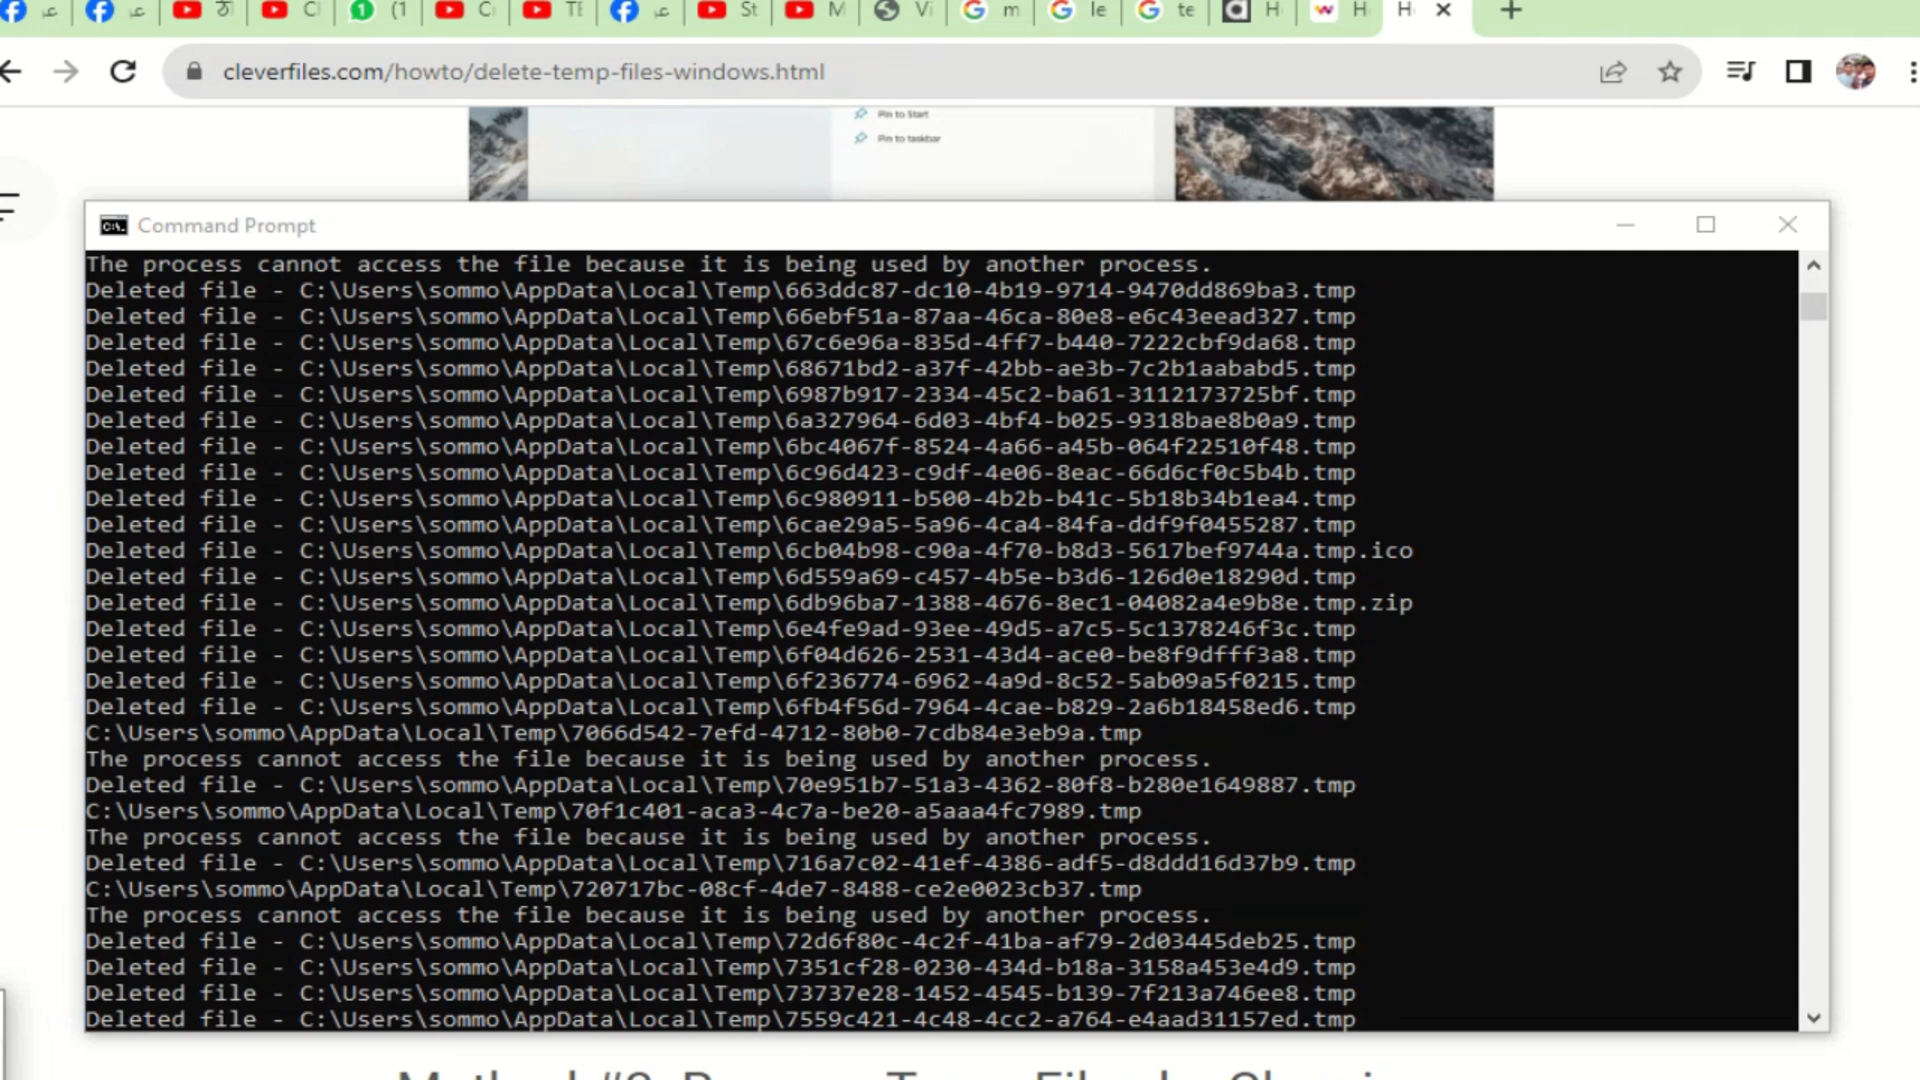 cleverfiles.com/howto/delete-temp-files-windows.html
Pin to Start
Pin to taskbar
Command Prompt
The process cannot access the file because it is being used by another process.
Deleted file - C:\Users\sommo\AppData\Local\Temp\663ddc87-dc10-4b19-9714-9470dd869ba3.tmp
Deleted file - C:\Users\sommo\AppData\Local\Temp\66ebf51a-87aa-46ca-80e8-e6c43eead327.tmp
Deleted file - C:\Users\sommo\AppData\Local\Temp\67c6e96a-835d-4ff7-b440-7222cbf9da68.tmp
Deleted file - C:\Users\sommo\AppData\Local\Temp\68671bd2-a37f-42bb-ae3b-7c2b1aababd5.tmp
Deleted file - C:\Users\sommo\AppData\Local\Temp\6987b917-2334-45c2-ba61-3112173725bf.tmp
Deleted file - C:\Users\sommo\AppData\Local\Temp\6a327964-6d03-4bf4-b025-9318bae8b0a9.tmp
Deleted file - C:\Users\sommo\AppData\Local\Temp\6bc4067f-8524-4a66-a45b-064f22510f48.tmp
Deleted file - C:\Users\sommo\AppData\Local\Temp\6c96d423-c9df-4e06-8eac-66d6cf0c5b4b.tmp
Deleted file - C:\Users\sommo\AppData\Local\Temp\6c980911-b500-4b2b-b41c-5b18b34b1ea4.tmp
Deleted file - C:\Users\sommo\AppData\Local\Temp\6cae29a5-5a96-4ca4-84fa-ddf9f0455287.tmp
Deleted file - C:\Users\sommo\AppData\Local\Temp\6cb04b98-c90a-4f70-b8d3-5617bef9744a.tmp.ico
Deleted file - C:\Users\sommo\AppData\Local\Temp\6d559a69-c457-4b5e-b3d6-126d0e18290d.tmp
Deleted file - C:\Users\sommo\AppData\Local\Temp\6db96ba7-1388-4676-8ec1-04082a4e9b8e.tmp.zip
Deleted file - C:\Users\sommo\AppData\Local\Temp\6e4fe9ad-93ee-49d5-a7c5-5c1378246f3c.tmp
Deleted file - C:\Users\sommo\AppData\Local\Temp\6f04d626-2531-43d4-ace0-be8f9dfff3a8.tmp
Deleted file - C:\Users\sommo\AppData\Local\Temp\6f236774-6962-4a9d-8c52-5ab09a5f0215.tmp
Deleted file - C:\Users\sommo\AppData\Local\Temp\6fb4f56d-7964-4cae-b829-2a6b18458ed6.tmp
C:\Users\sommo\AppData\Local\Temp\7066d542-7efd-4712-80b0-7cdb84e3eb9a.tmp
The process cannot access the file because it is being used by another process.
Deleted file - C:\Users\sommo\AppData\Local\Temp\70e951b7-51a3-4362-80f8-b280e1649887.tmp
C:\Users\sommo\AppData\Local\Temp\70f1c401-aca3-4c7a-be20-a5aaa4fc7989.tmp
The process cannot access the file because it is being used by another process.
Deleted file - C:\Users\sommo\AppData\Local\Temp\716a7c02-41ef-4386-adf5-d8ddd16d37b9.tmp
C:\Users\sommo\AppData\Local\Temp\720717bc-08cf-4de7-8488-ce2e0023cb37.tmp
The process cannot access the file because it is being used by another process.
Deleted file - C:\Users\sommo\AppData\Local\Temp\72d6f80c-4c2f-41ba-af79-2d03445deb25.tmp
Deleted file - C:\Users\sommo\AppData\Local\Temp\7351cf28-0230-434d-b18a-3158a453e4d9.tmp
Deleted file - C:\Users\sommo\AppData\Local\Temp\73737e28-1452-4545-b139-7f213a746ee8.tmp
Deleted file - C:\Users\sommo\AppData\Local\Temp\7559c421-4c48-4cc2-a764-e4aad31157ed.tmp